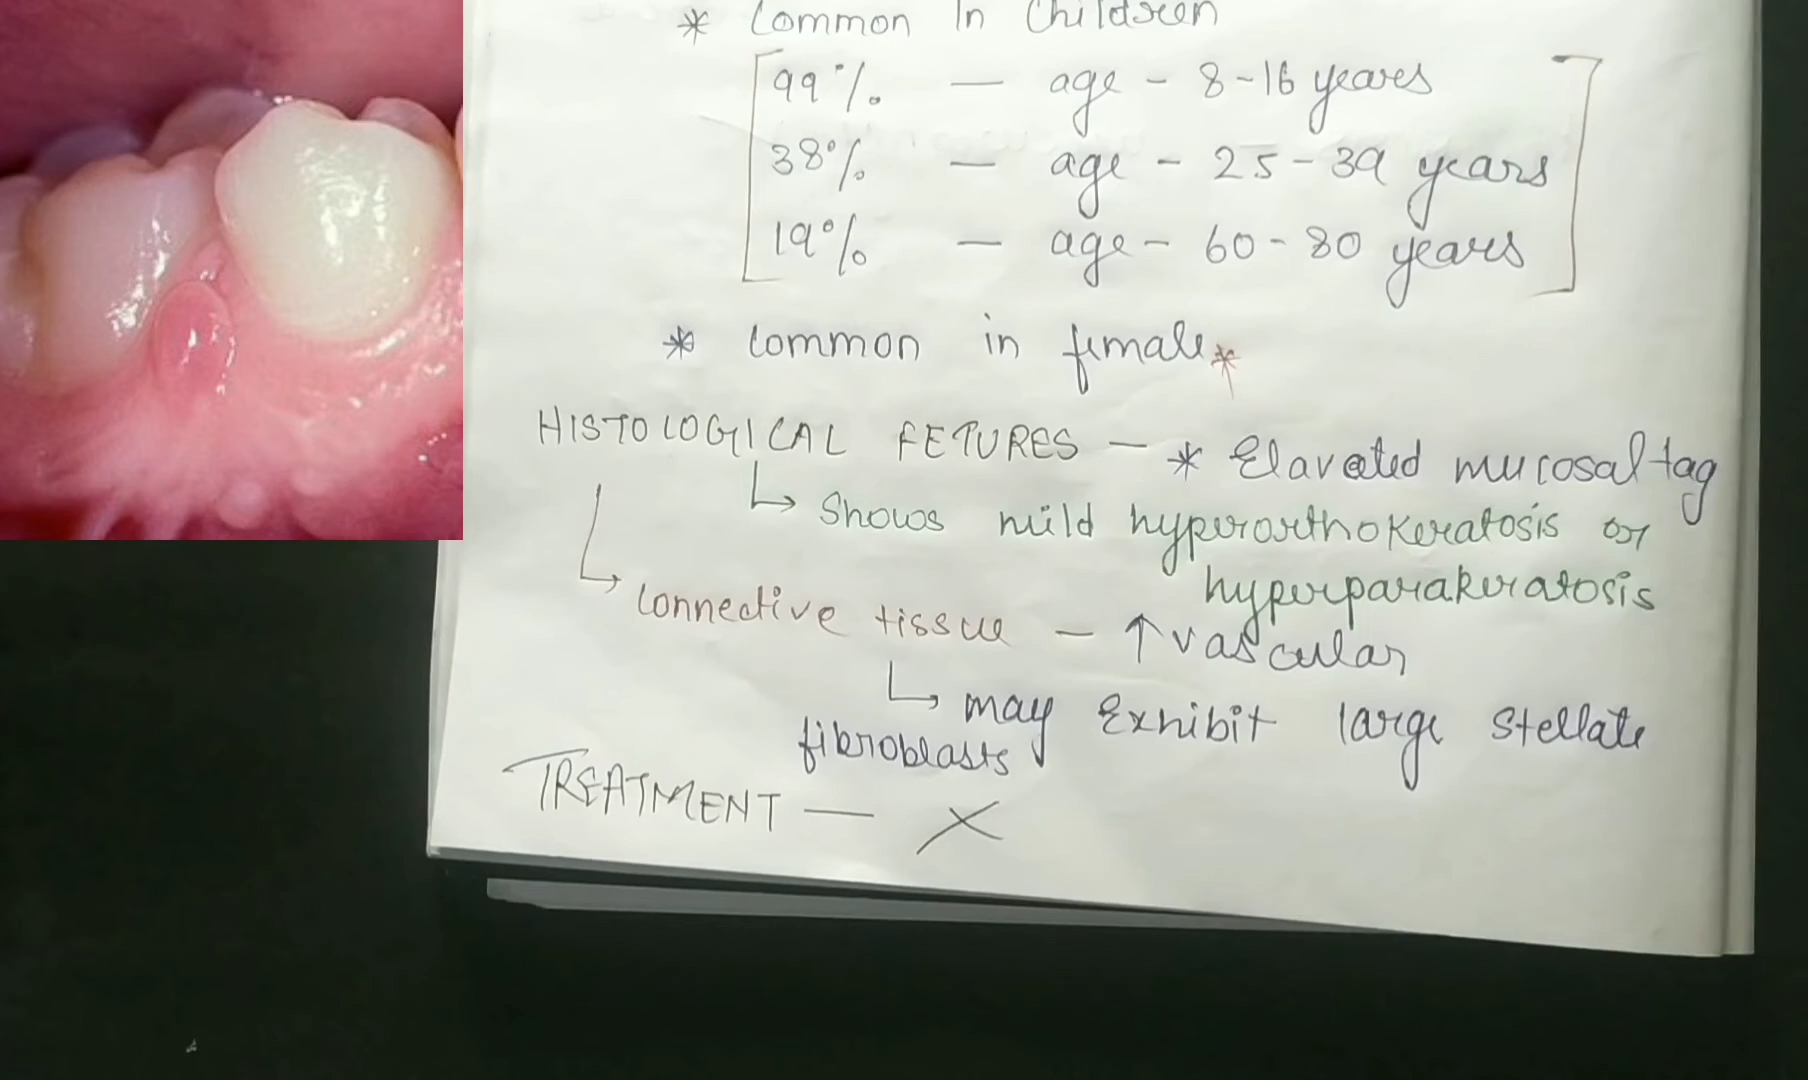 * Common In Children
99% — age - 8-16 years
38% — age - 25-39 years
19% — age - 60-80 years
* Common in female *
HISTOLOGICAL FETURES — * Elavated mucosal tag
↳ Shows mild hyperorthokeratosis or
hyperparakeratosis
↳ Connective tissue — ↑ vascular
↳ may Exhibit large stellate
fibroblasts
TREATMENT — X